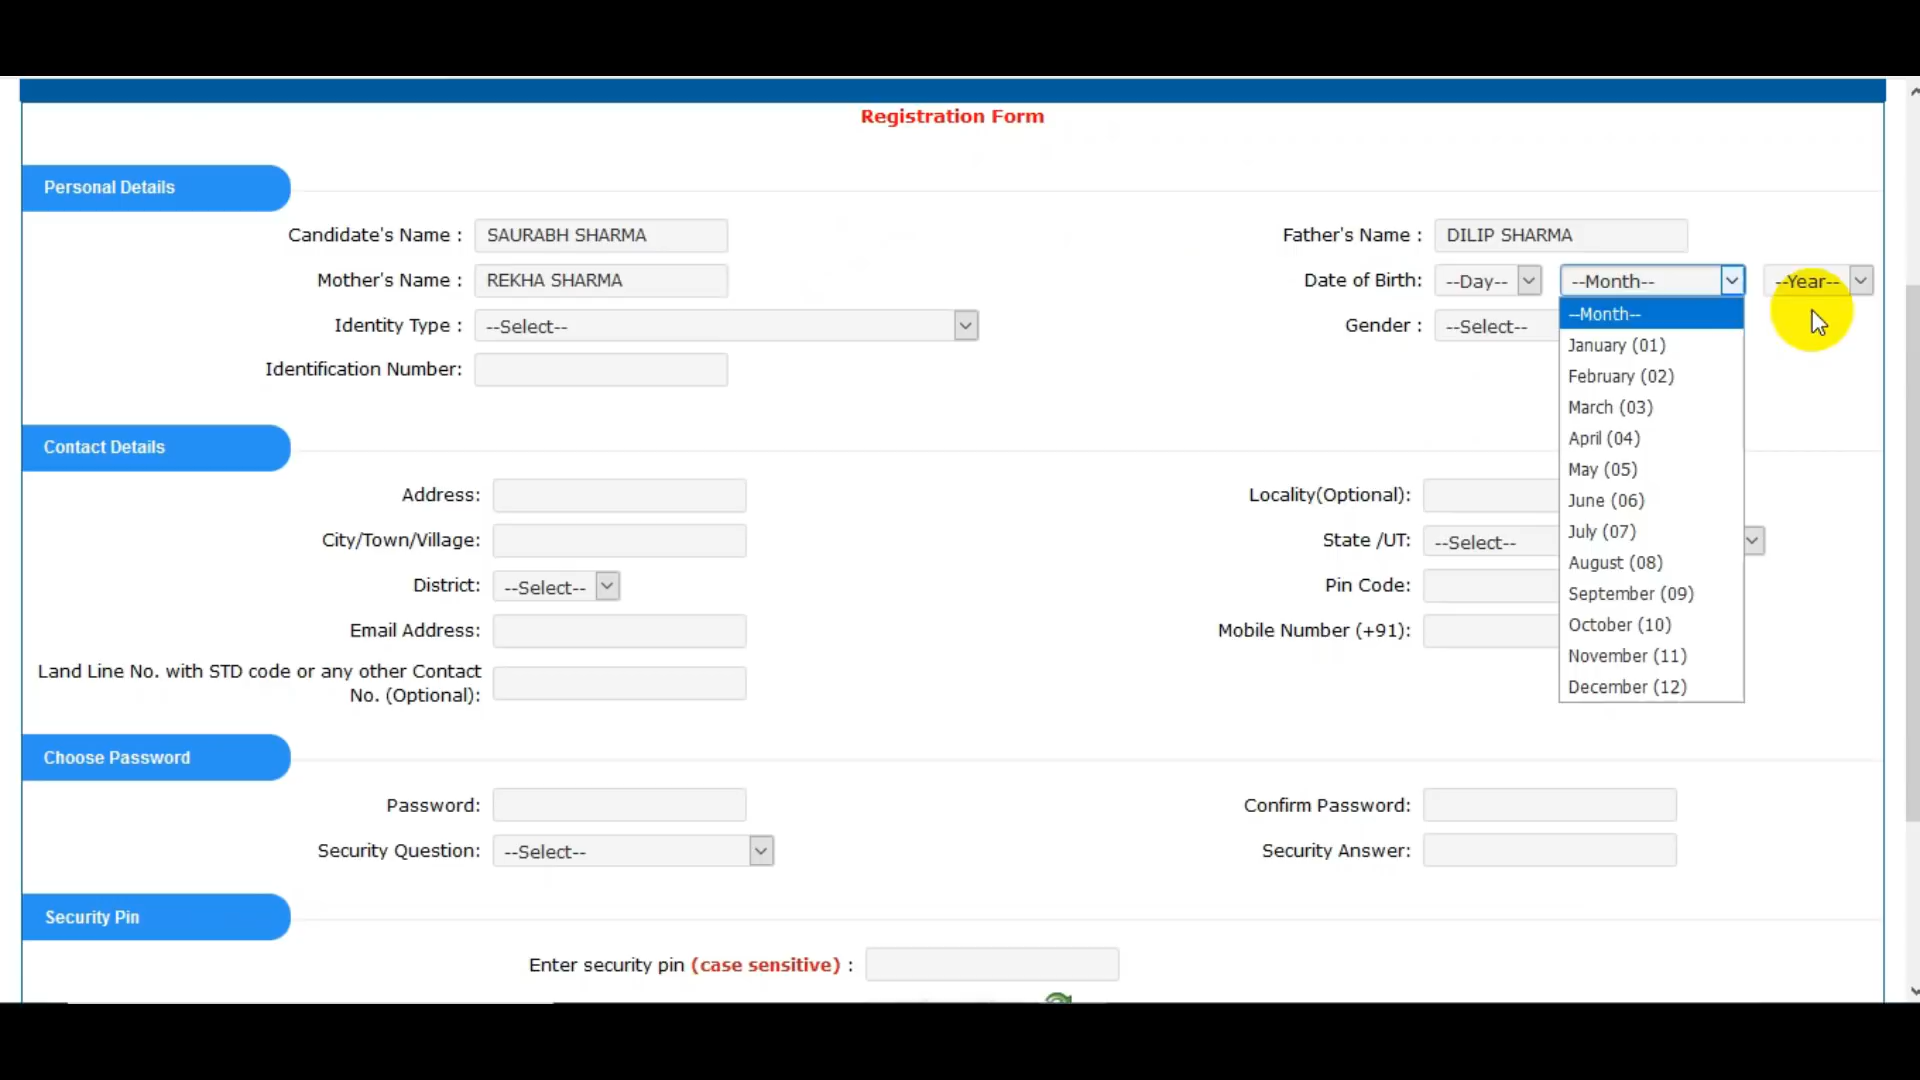 Registration Form
Personal Details
Candidate's Name : SAURABH SHARMA Father's Name : DILIP SHARMA
Mother's Name : REKHA SHARMA Date of Birth: --Day-- --Month-- --Year--
Identity Type : --Select-- Gender : --Select--
Identification Number:
--Month--
January (01)
February (02)
March (03)
April (04)
May (05)
June (06)
July (07)
August (08)
September (09)
October (10)
November (11)
December (12)
Contact Details
Address: Locality(Optional):
City/Town/Village: State /UT: --Select--
District: --Select-- Pin Code:
Email Address: Mobile Number (+91):
Land Line No. with STD code or any other Contact
No. (Optional):
Choose Password
Password: Confirm Password:
Security Question: --Select-- Security Answer:
Security Pin
Enter security pin (case sensitive) :